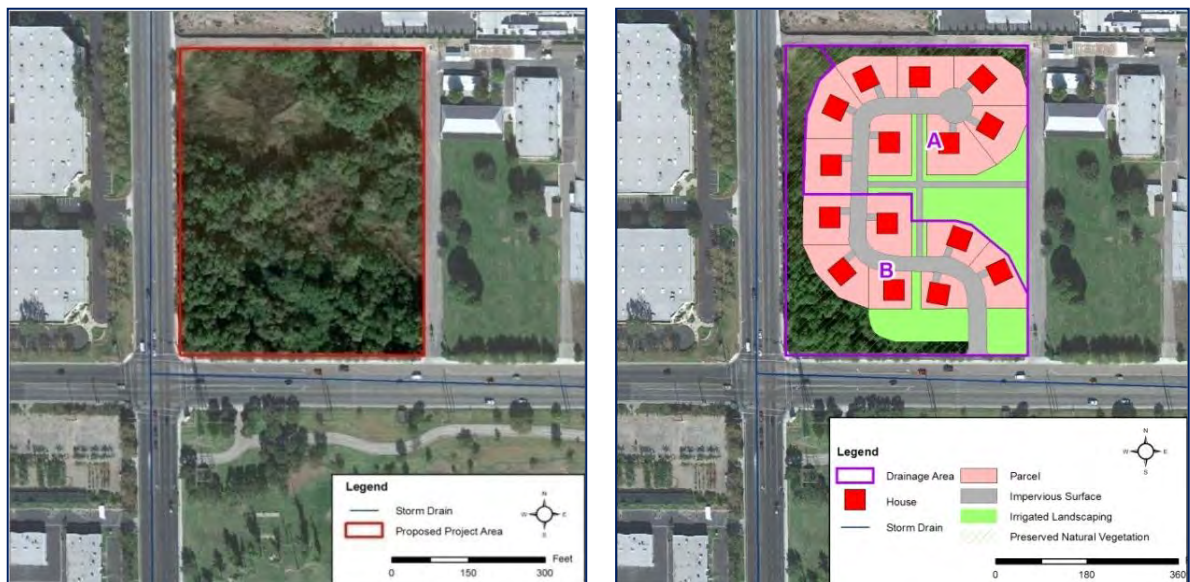 Legend
Storm Drain
Proposed Project Area
N
W E
S
Feet
0 150 300
A
B
Legend
Drainage Area
House
Storm Drain
Parcel
Impervious Surface
Irrigated Landscaping
Preserved Natural Vegetation
N
W E
S
0 180 360